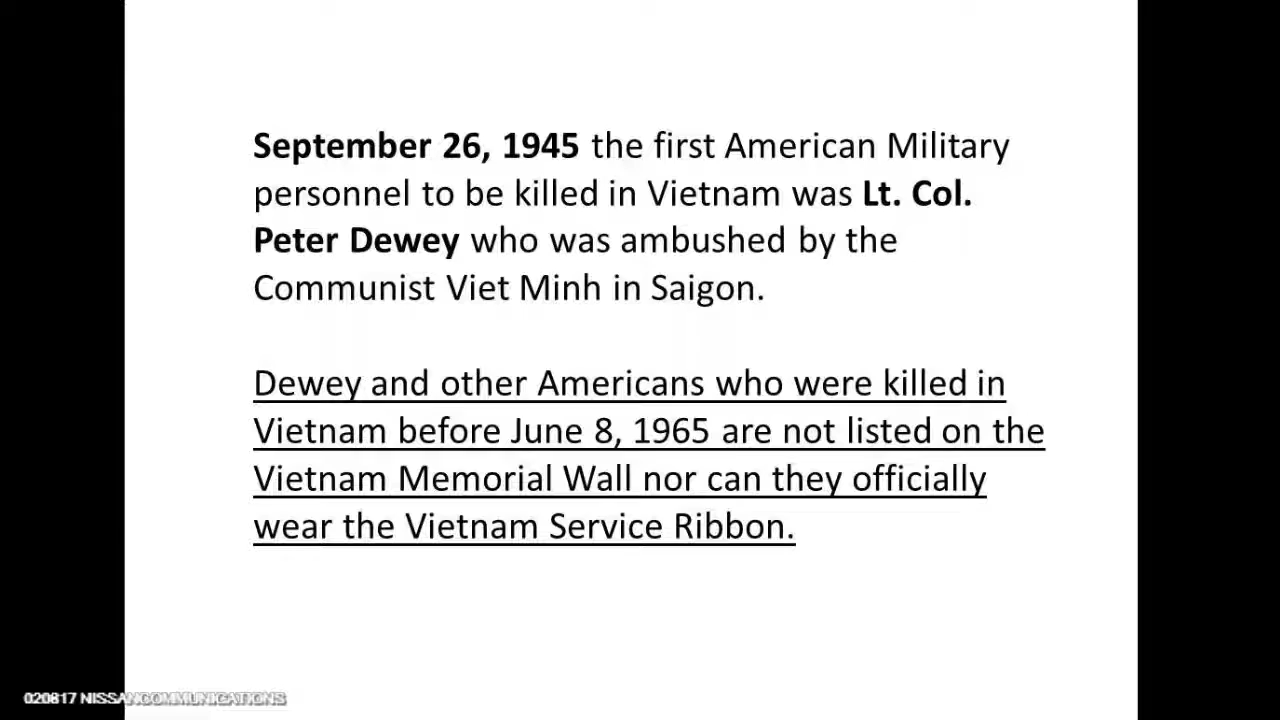 September 26, 1945 the first American Military
personnel to be killed in Vietnam was Lt. Col.
Peter Dewey who was ambushed by the
Communist Viet Minh in Saigon.
Dewey and other Americans who were killed in
Vietnam before June 8, 1965 are not listed on the
Vietnam Memorial Wall nor can they officially
wear the Vietnam Service Ribbon.
020817 NISSANCOMMUNICATIONS